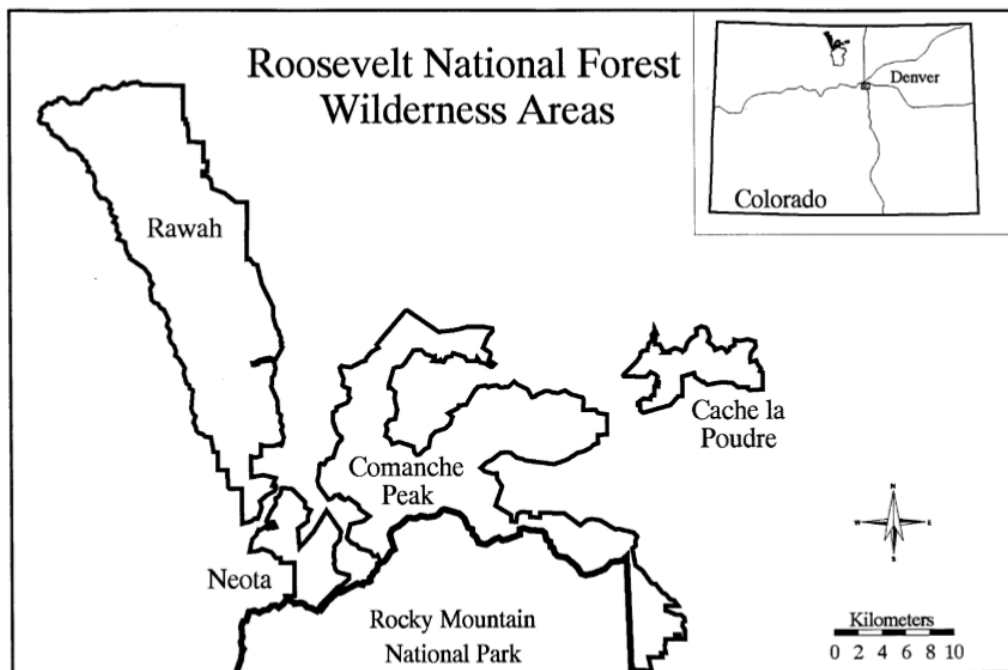 Roosevelt National Forest
Wilderness Areas
Denver
Colorado
Rawah
Cache la
Poudre
Comanche
Peak
N
W E
S
Neota
Rocky Mountain
National Park
Kilometers
0 2 4 6 8 10